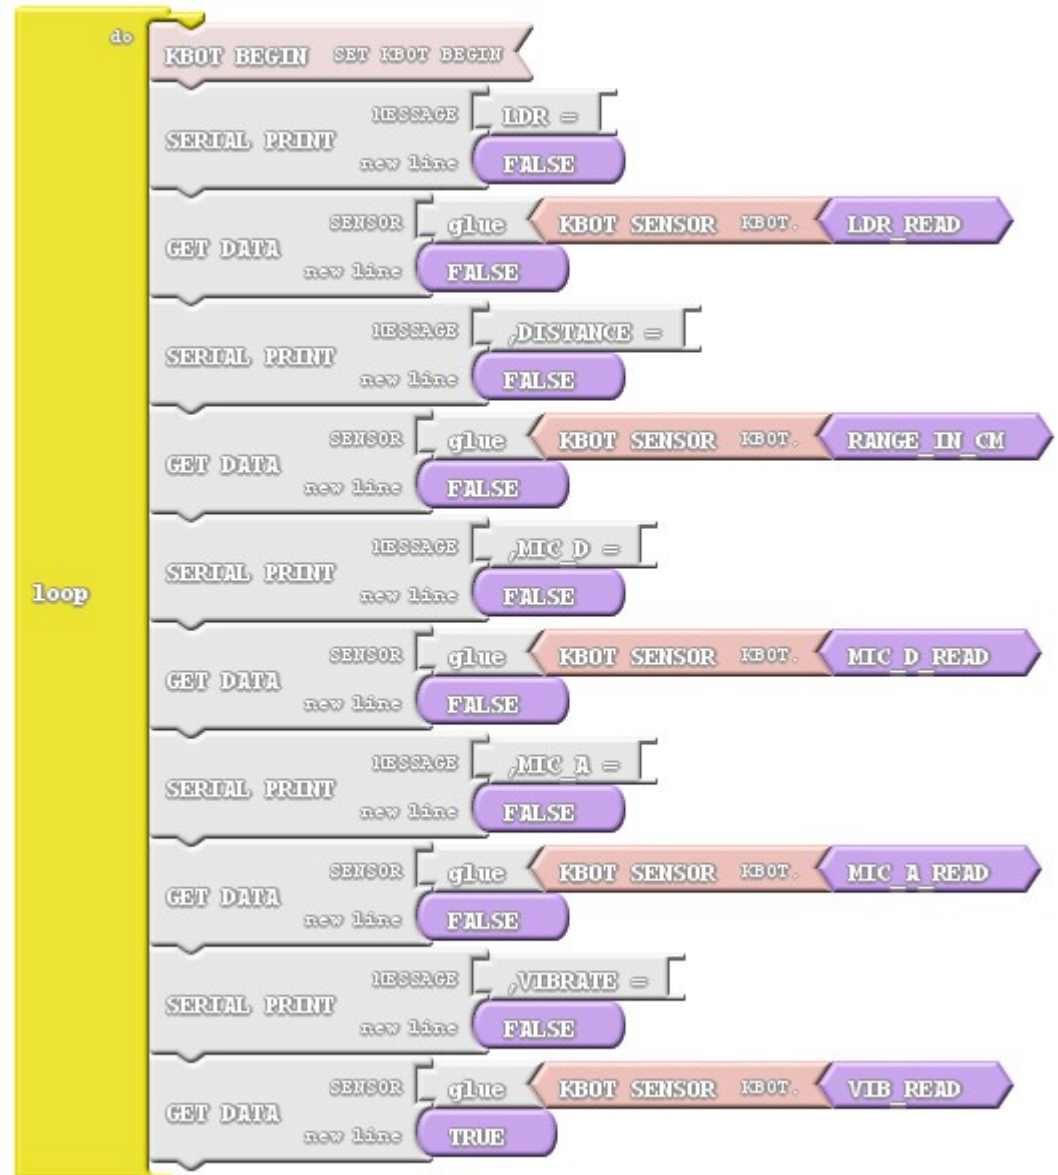 do
KBOT BEGIN SET KBOT BEGIN
MESSAGE LDR =
SERIAL PRINT
new line FALSE
SENSOR glue KBOT SENSOR KBOT. LDR_READ
GET DATA
new line FALSE
MESSAGE ,DISTANCE =
SERIAL PRINT
new line FALSE
SENSOR glue KBOT SENSOR KBOT. RANGE_IN_CM
GET DATA
new line FALSE
MESSAGE ,MIC_D =
SERIAL PRINT
new line FALSE
loop
SENSOR glue KBOT SENSOR KBOT. MIC_D_READ
GET DATA
new line FALSE
MESSAGE ,MIC_A =
SERIAL PRINT
new line FALSE
SENSOR glue KBOT SENSOR KBOT. MIC_A_READ
GET DATA
new line FALSE
MESSAGE ,VIBRATE =
SERIAL PRINT
new line FALSE
SENSOR glue KBOT SENSOR KBOT. VIB_READ
GET DATA
new line TRUE